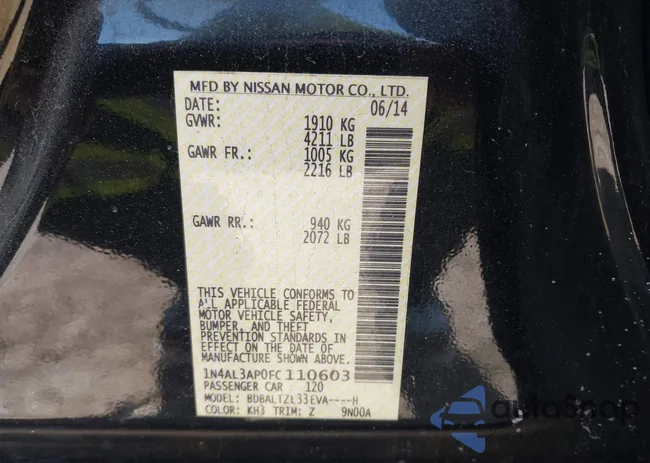 MFD BY NISSAN MOTOR CO., LTD.
DATE: 06/14
GVWR: 1910 KG
4211 LB
GAWR FR.: 1005 KG
2216 LB
GAWR RR.: 940 KG
2072 LB
THIS VEHICLE CONFORMS TO
ALL APPLICABLE FEDERAL
MOTOR VEHICLE SAFETY,
BUMPER, AND THEFT
PREVENTION STANDARDS IN
EFFECT ON THE DATE OF
MANUFACTURE SHOWN ABOVE.
1N4AL3AP0FC110603
PASSENGER CAR 120
MODEL: BDBALTZL33EVA----H
COLOR: KH3 TRIM: Z 9N00A
autoSnap